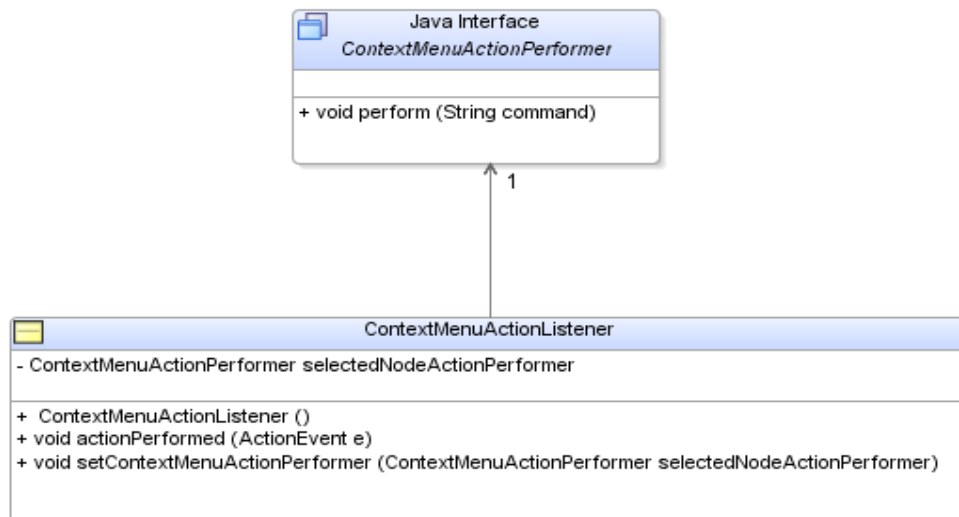 Java Interface
ContextMenuActionPerformer
+ void perform (String command)
1
ContextMenuActionListener
- ContextMenuActionPerformer selectedNodeActionPerformer
+ ContextMenuActionListener ()
+ void actionPerformed (ActionEvent e)
+ void setContextMenuActionPerformer (ContextMenuActionPerformer selectedNodeActionPerformer)